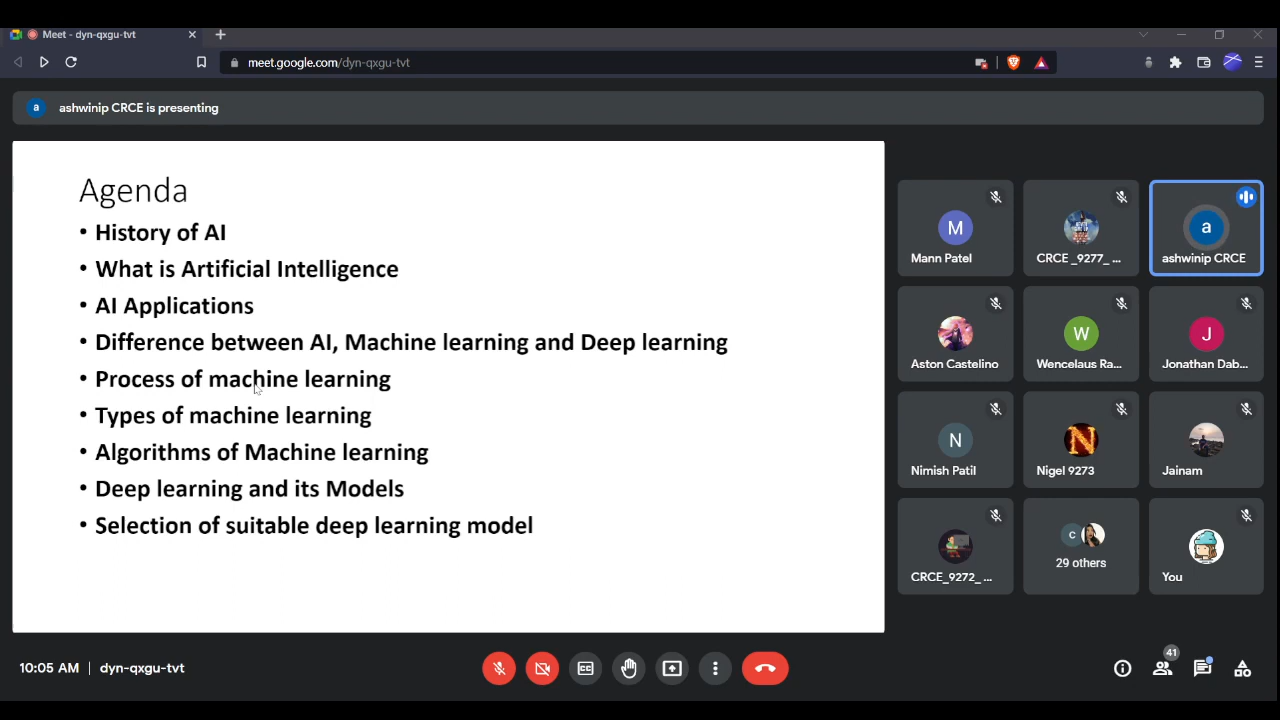 Meet - dyn-qxgu-tvt
meet.google.com/dyn-qxgu-tvt
a
ashwinip CRCE is presenting
Agenda
• History of AI
• What is Artificial Intelligence
• AI Applications
• Difference between AI, Machine learning and Deep learning
• Process of machine learning
• Types of machine learning
• Algorithms of Machine learning
• Deep learning and its Models
• Selection of suitable deep learning model
M
Mann Patel
CRCE _9277_ ...
a
ashwinip CRCE
Aston Castelino
W
Wencelaus Ra...
J
Jonathan Dab...
N
Nimish Patil
N
Nigel 9273
Jainam
CRCE_9272_ ...
C
29 others
You
10:05 AM | dyn-qxgu-tvt
CC
41